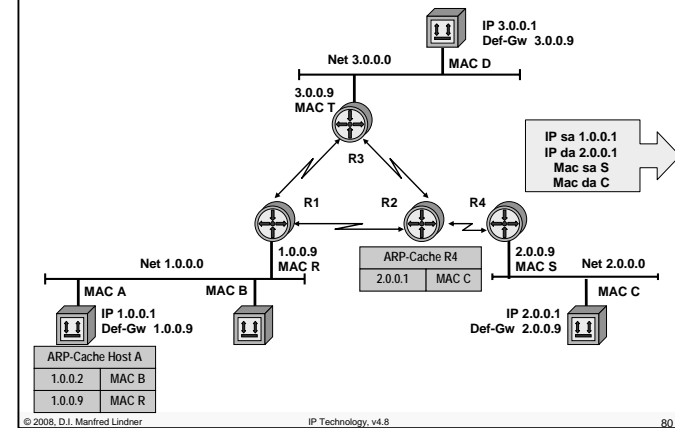 IP 3.0.0.1
Def-Gw 3.0.0.9
Net 3.0.0.0
MAC D
3.0.0.9
MAC T
R3
IP sa 1.0.0.1
IP da 2.0.0.1
Mac sa S
Mac da C
R1
R2
R4
1.0.0.9
MAC R
ARP-Cache R4
2.0.0.1 MAC C
2.0.0.9
MAC S
Net 2.0.0.0
Net 1.0.0.0
MAC A
MAC B
MAC C
IP 1.0.0.1
Def-Gw 1.0.0.9
IP 2.0.0.1
Def-Gw 2.0.0.9
ARP-Cache Host A
1.0.0.2 MAC B
1.0.0.9 MAC R
© 2008, D.I. Manfred Lindner
IP Technology, v4.8
80